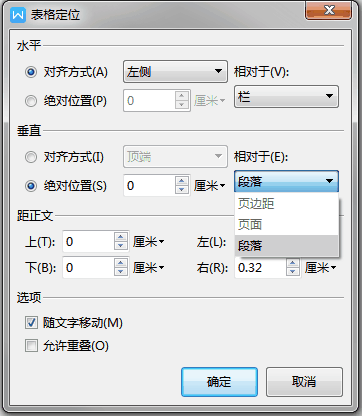 表格定位
水平
对齐方式(A) 左侧 相对于(V):
绝对位置(P) 0 厘米 栏
垂直
对齐方式(I) 顶端 相对于(E):
绝对位置(S) 0 厘米 段落
页边距
页面
段落
距正文
上(T): 0 厘米 左(L):
下(B): 0 厘米 右(R): 0.32 厘米
选项
随文字移动(M)
允许重叠(O)
确定 取消